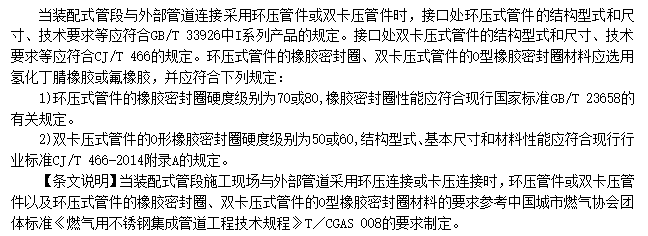 当装配式管段与外部管道连接采用环压管件或双卡压管件时，接口处环压式管件的结构型式和尺
寸、技术要求等应符合GB/T 33926中I系列产品的规定。接口处双卡压式管件的结构型式和尺寸、技术
要求等应符合CJ/T 466的规定。环压式管件的橡胶密封圈、双卡压式管件的O型橡胶密封圈材料应选用
氢化丁腈橡胶或氟橡胶，并应符合下列规定：
1)环压式管件的橡胶密封圈硬度级别为70或80,橡胶密封圈性能应符合现行国家标准GB/T 23658的
有关规定。
2)双卡压式管件的O形橡胶密封圈硬度级别为50或60,结构型式、基本尺寸和材料性能应符合现行行
业标准CJ/T 466-2014附录A的规定。
【条文说明】当装配式管段施工现场与外部管道采用环压连接或卡压连接时，环压管件或双卡压管
件以及环压式管件的橡胶密封圈、双卡压式管件的O型橡胶密封圈材料的要求参考中国城市燃气协会团
体标准《燃气用不锈钢集成管道工程技术规程》T／CGAS 008的要求制定。